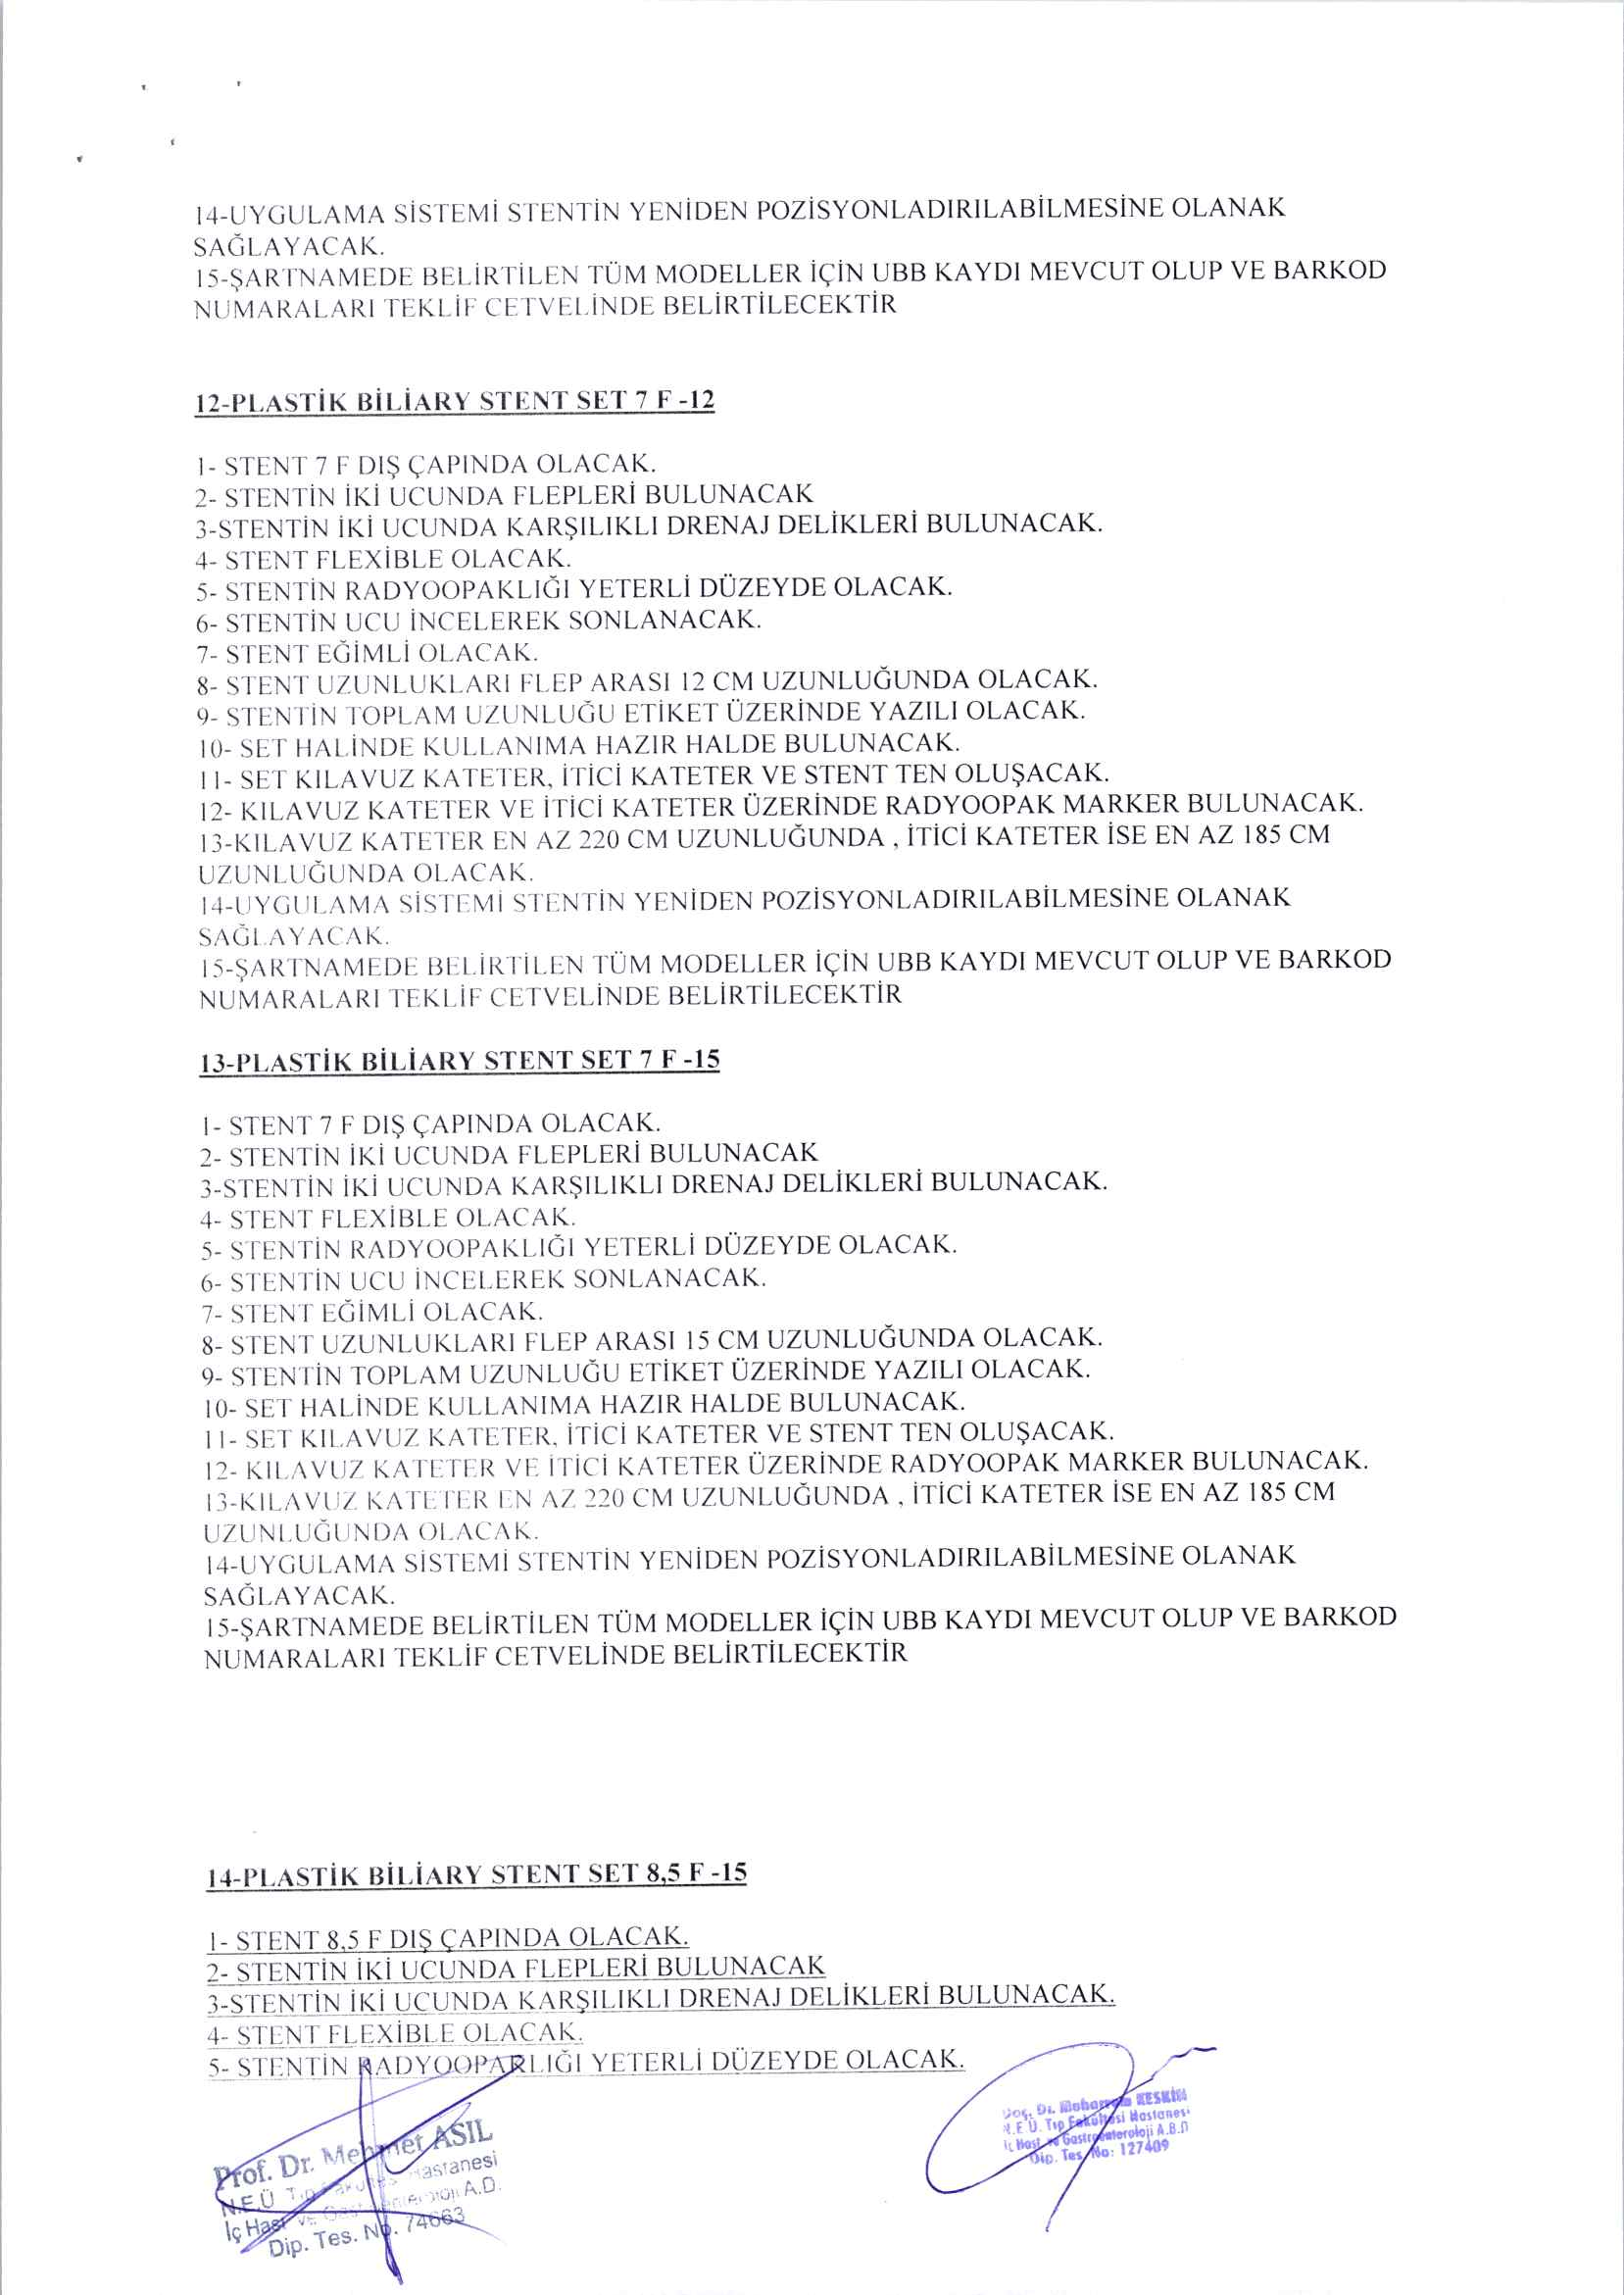 14-UYGULAMA SİSTEMİ STENTİN YENİDEN POZİSYONLADIRILABİLMESİNE OLANAK
SAĞLAYACAK.
15-ŞARTNAMEDE BELİRTİLEN TÜM MODELLER İÇİN UBB KAYDI MEVCUT OLUP VE BARKOD
NUMARALARI TEKLİF CETVELİNDE BELİRTİLECEKTİR
12-PLASTİK BİLİARY STENT SET 7 F -12
1- STENT 7 F DIŞ ÇAPINDA OLACAK.
2- STENTİN İKİ UCUNDA FLEPLERİ BULUNACAK
3-STENTİN İKİ UCUNDA KARŞILIKLI DRENAJ DELİKLERİ BULUNACAK.
4- STENT FLEXİBLE OLACAK.
5- STENTİN RADYOOPAKLIĞI YETERLİ DÜZEYDE OLACAK.
6- STENTİN UCU İNCELEREK SONLANACAK.
7- STENT EĞİMLİ OLACAK.
8- STENT UZUNLUKLARI FLEP ARASI 12 CM UZUNLUĞUNDA OLACAK.
9- STENTİN TOPLAM UZUNLUĞU ETİKET ÜZERİNDE YAZILI OLACAK.
10- SET HALİNDE KULLANIMA HAZIR HALDE BULUNACAK.
11- SET KILAVUZ KATETER, İTİCİ KATETER VE STENT TEN OLUŞACAK.
12- KILAVUZ KATETER VE İTİCİ KATETER ÜZERİNDE RADYOOPAK MARKER BULUNACAK.
13-KILAVUZ KATETER EN AZ 220 CM UZUNLUĞUNDA , İTİCİ KATETER İSE EN AZ 185 CM
UZUNLUĞUNDA OLACAK.
14-UYGULAMA SİSTEMİ STENTİN YENİDEN POZİSYONLADIRILABİLMESİNE OLANAK
SAĞLAYACAK.
15-ŞARTNAMEDE BELİRTİLEN TÜM MODELLER İÇİN UBB KAYDI MEVCUT OLUP VE BARKOD
NUMARALARI TEKLİF CETVELİNDE BELİRTİLECEKTİR
13-PLASTİK BİLİARY STENT SET 7 F -15
1- STENT 7 F DIŞ ÇAPINDA OLACAK.
2- STENTİN İKİ UCUNDA FLEPLERİ BULUNACAK
3-STENTİN İKİ UCUNDA KARŞILIKLI DRENAJ DELİKLERİ BULUNACAK.
4- STENT FLEXİBLE OLACAK.
5- STENTİN RADYOOPAKLIĞI YETERLİ DÜZEYDE OLACAK.
6- STENTİN UCU İNCELEREK SONLANACAK.
7- STENT EĞİMLİ OLACAK.
8- STENT UZUNLUKLARI FLEP ARASI 15 CM UZUNLUĞUNDA OLACAK.
9- STENTİN TOPLAM UZUNLUĞU ETİKET ÜZERİNDE YAZILI OLACAK.
10- SET HALİNDE KULLANIMA HAZIR HALDE BULUNACAK.
11- SET KILAVUZ KATETER, İTİCİ KATETER VE STENT TEN OLUŞACAK.
12- KILAVUZ KATETER VE İTİCİ KATETER ÜZERİNDE RADYOOPAK MARKER BULUNACAK.
13-KILAVUZ KATETER EN AZ 220 CM UZUNLUĞUNDA , İTİCİ KATETER İSE EN AZ 185 CM
UZUNLUĞUNDA OLACAK.
14-UYGULAMA SİSTEMİ STENTİN YENİDEN POZİSYONLADIRILABİLMESİNE OLANAK
SAĞLAYACAK.
15-ŞARTNAMEDE BELİRTİLEN TÜM MODELLER İÇİN UBB KAYDI MEVCUT OLUP VE BARKOD
NUMARALARI TEKLİF CETVELİNDE BELİRTİLECEKTİR
14-PLASTİK BİLİARY STENT SET 8,5 F -15
1- STENT 8,5 F DIŞ ÇAPINDA OLACAK.
2- STENTİN İKİ UCUNDA FLEPLERİ BULUNACAK
3-STENTİN İKİ UCUNDA KARŞILIKLI DRENAJ DELİKLERİ BULUNACAK.
4- STENT FLEXİBLE OLACAK.
5- STENTİN RADYOOPARLIĞI YETERLİ DÜZEYDE OLACAK.
Prof. Dr. Mehmet ASIL
N.E.Ü Tıp Fakültesi Hastanesi
İç Hast ve Gastroenteroloji A.D.
Dip. Tes. No. 74663
Doç. Dr. Muharrem KESKİN
N.E.Ü. Tıp Fakültesi Hastanesi
İç Hast ve Gastroenteroloji A.B.D
Dip. Tes. No: 127409